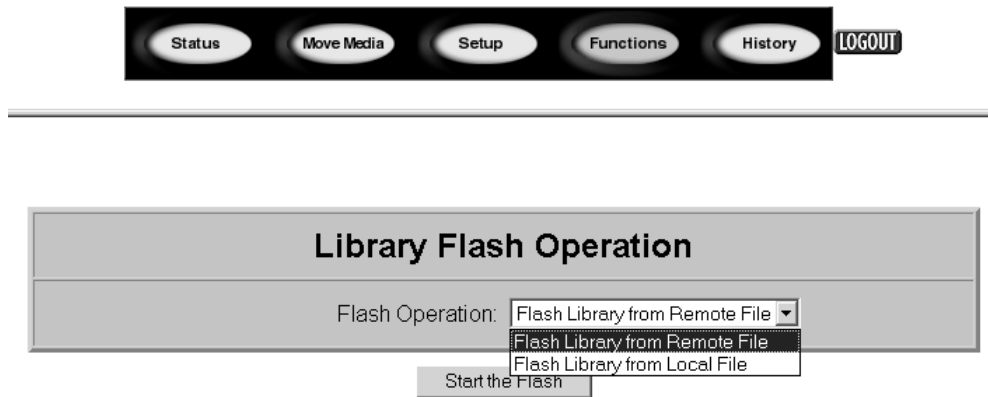 Status Move Media Setup Functions History LOGOUT
Library Flash Operation
Flash Operation: Flash Library from Remote File
Flash Library from Remote File
Flash Library from Local File
Start the Flash